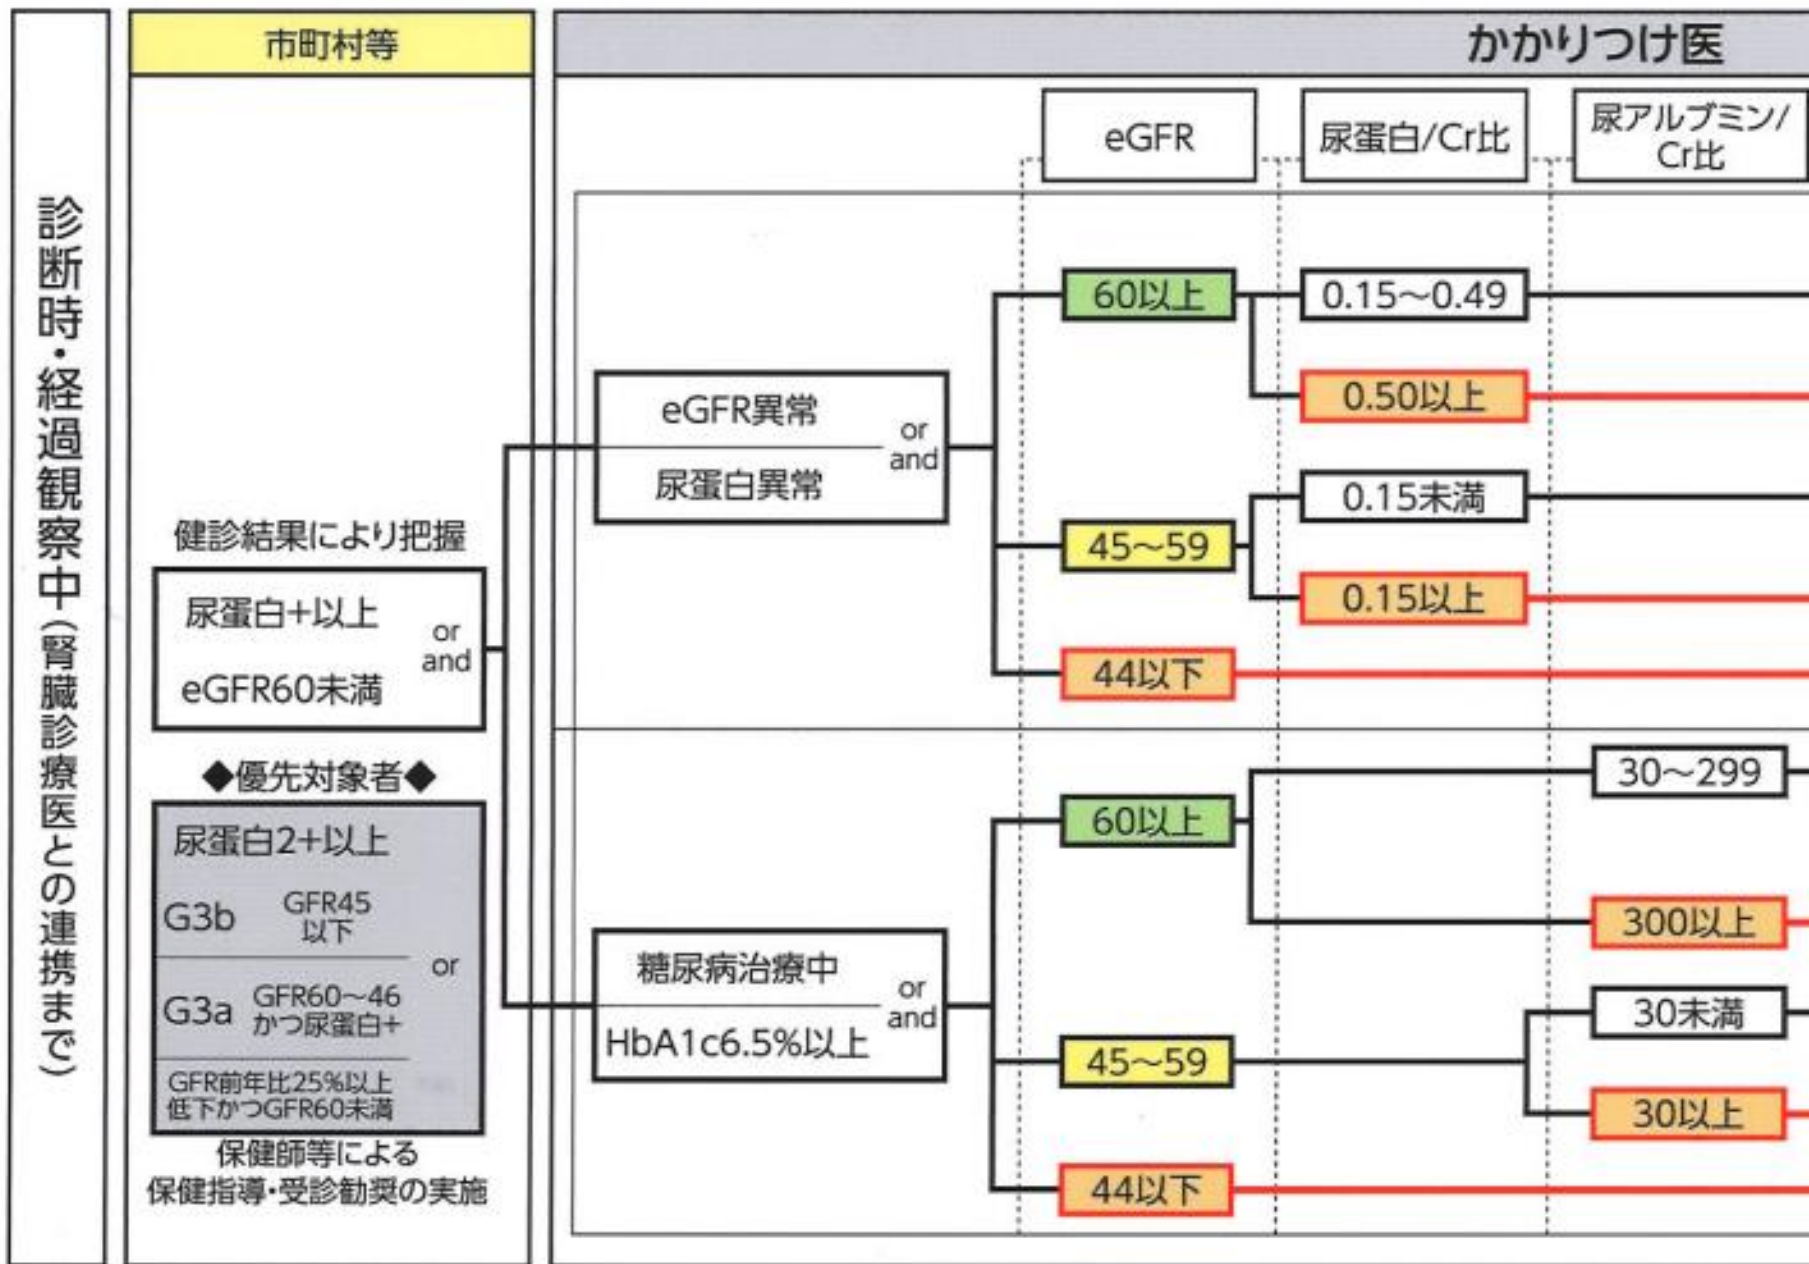 診断時・経過観察中(腎臓診療医との連携まで)
市町村等
健診結果により把握
尿蛋白+以上
or
and
eGFR60未満
◆優先対象者◆
尿蛋白2+以上
G3b
GFR45
以下
or
G3a
GFR60~46
かつ尿蛋白+
GFR前年比25%以上
低下かつGFR60未満
保健師等による
保健指導・受診勧奨の実施
かかりつけ医
eGFR
尿蛋白/Cr比
尿アルブミン/
Cr比
eGFR異常
or
and
尿蛋白異常
60以上
0.15~0.49
0.50以上
45~59
0.15未満
0.15以上
44以下
糖尿病治療中
or
and
HbA1c6.5%以上
60以上
30~299
300以上
45~59
30未満
30以上
44以下